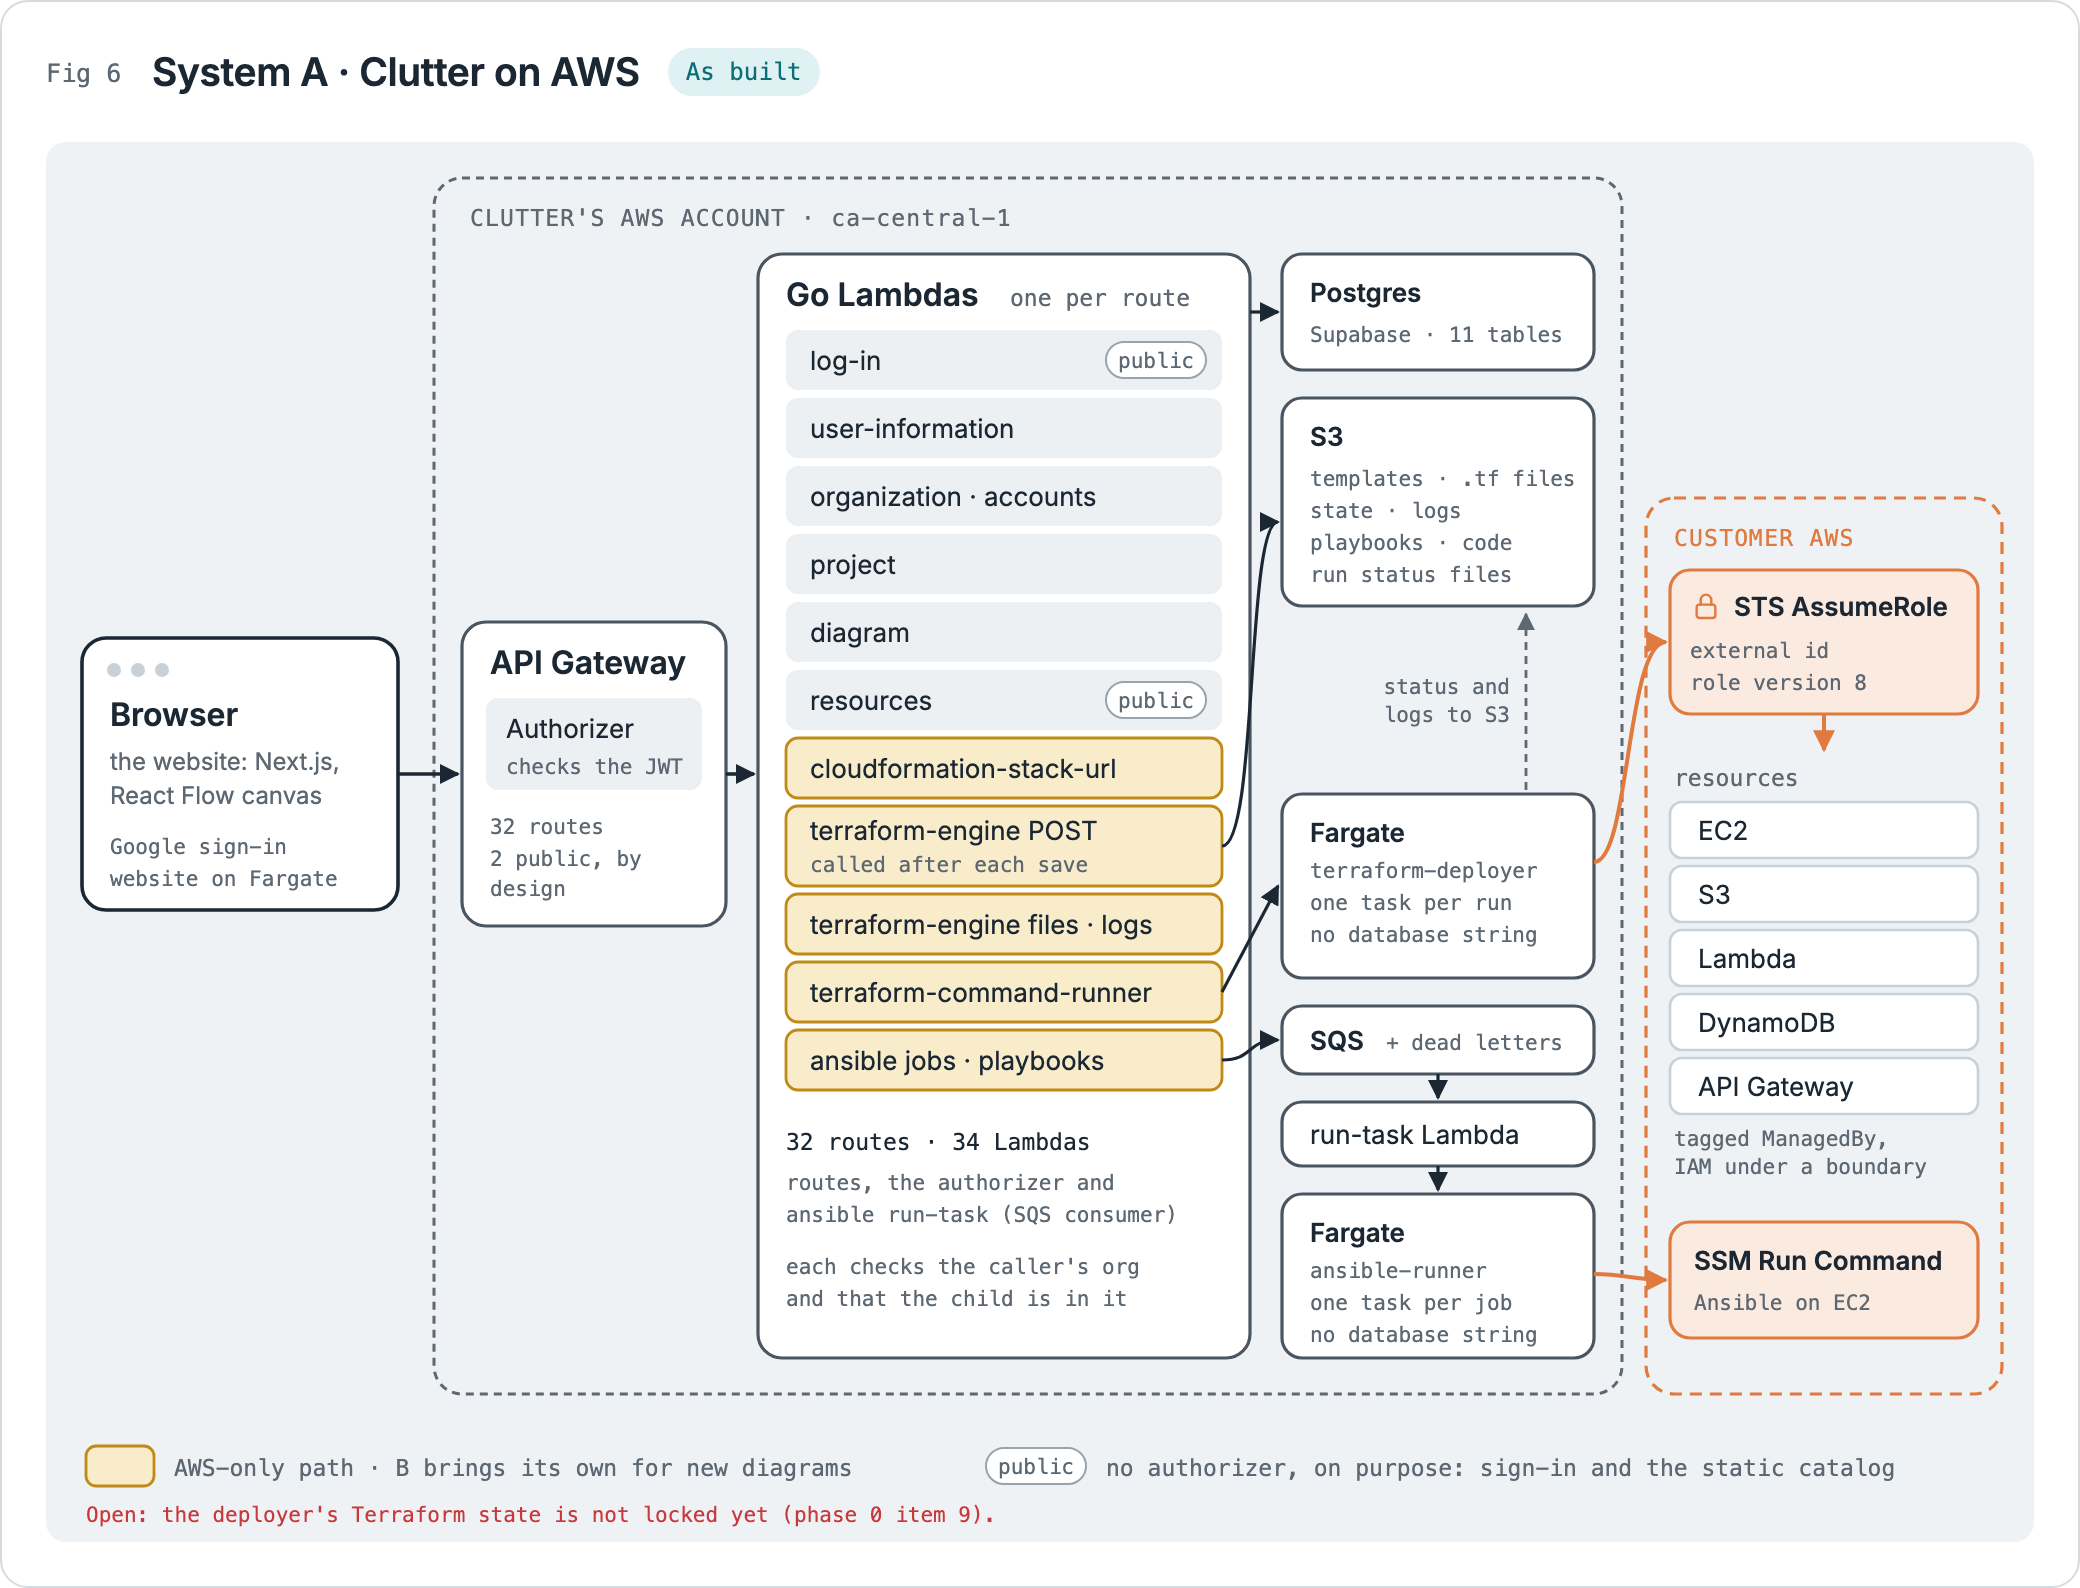 Fig 6 System A · Clutter on AWS As built
CLUTTER'S AWS ACCOUNT · ca-central-1
Browser
the website: Next.js,
React Flow canvas
Google sign-in
website on Fargate
API Gateway
Authorizer
checks the JWT
32 routes
2 public, by
design
Go Lambdas one per route
log-in public
user-information
organization · accounts
project
diagram
resources public
cloudformation-stack-url
terraform-engine POST
called after each save
terraform-engine files · logs
terraform-command-runner
ansible jobs · playbooks
32 routes · 34 Lambdas
routes, the authorizer and
ansible run-task (SQS consumer)
each checks the caller's org
and that the child is in it
Postgres
Supabase · 11 tables
S3
templates · .tf files
state · logs
playbooks · code
run status files
status and
logs to S3
Fargate
terraform-deployer
one task per run
no database string
SQS + dead letters
run-task Lambda
Fargate
ansible-runner
one task per job
no database string
CUSTOMER AWS
STS AssumeRole
external id
role version 8
resources
EC2
S3
Lambda
DynamoDB
API Gateway
tagged ManagedBy,
IAM under a boundary
SSM Run Command
Ansible on EC2
AWS-only path · B brings its own for new diagrams
public no authorizer, on purpose: sign-in and the static catalog
Open: the deployer's Terraform state is not locked yet (phase 0 item 9).